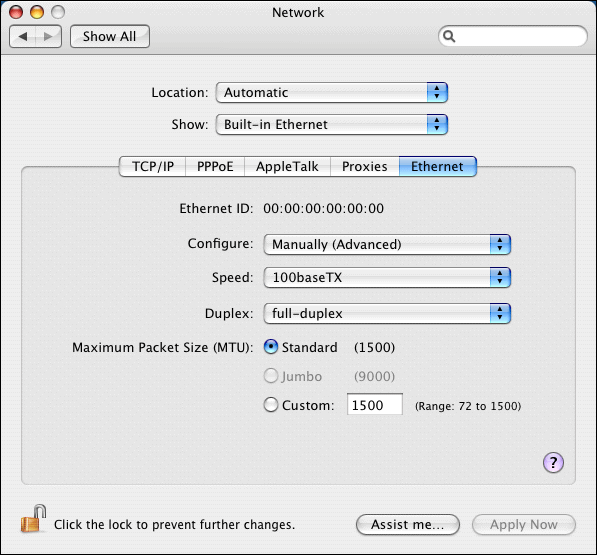 Network
Show All
Location: Automatic
Show: Built-in Ethernet
TCP/IP PPPoE AppleTalk Proxies Ethernet
Ethernet ID: 00:00:00:00:00:00
Configure: Manually (Advanced)
Speed: 100baseTX
Duplex: full-duplex
Maximum Packet Size (MTU): Standard (1500)
Jumbo (9000)
Custom: 1500 (Range: 72 to 1500)
?
Click the lock to prevent further changes. Assist me... Apply Now